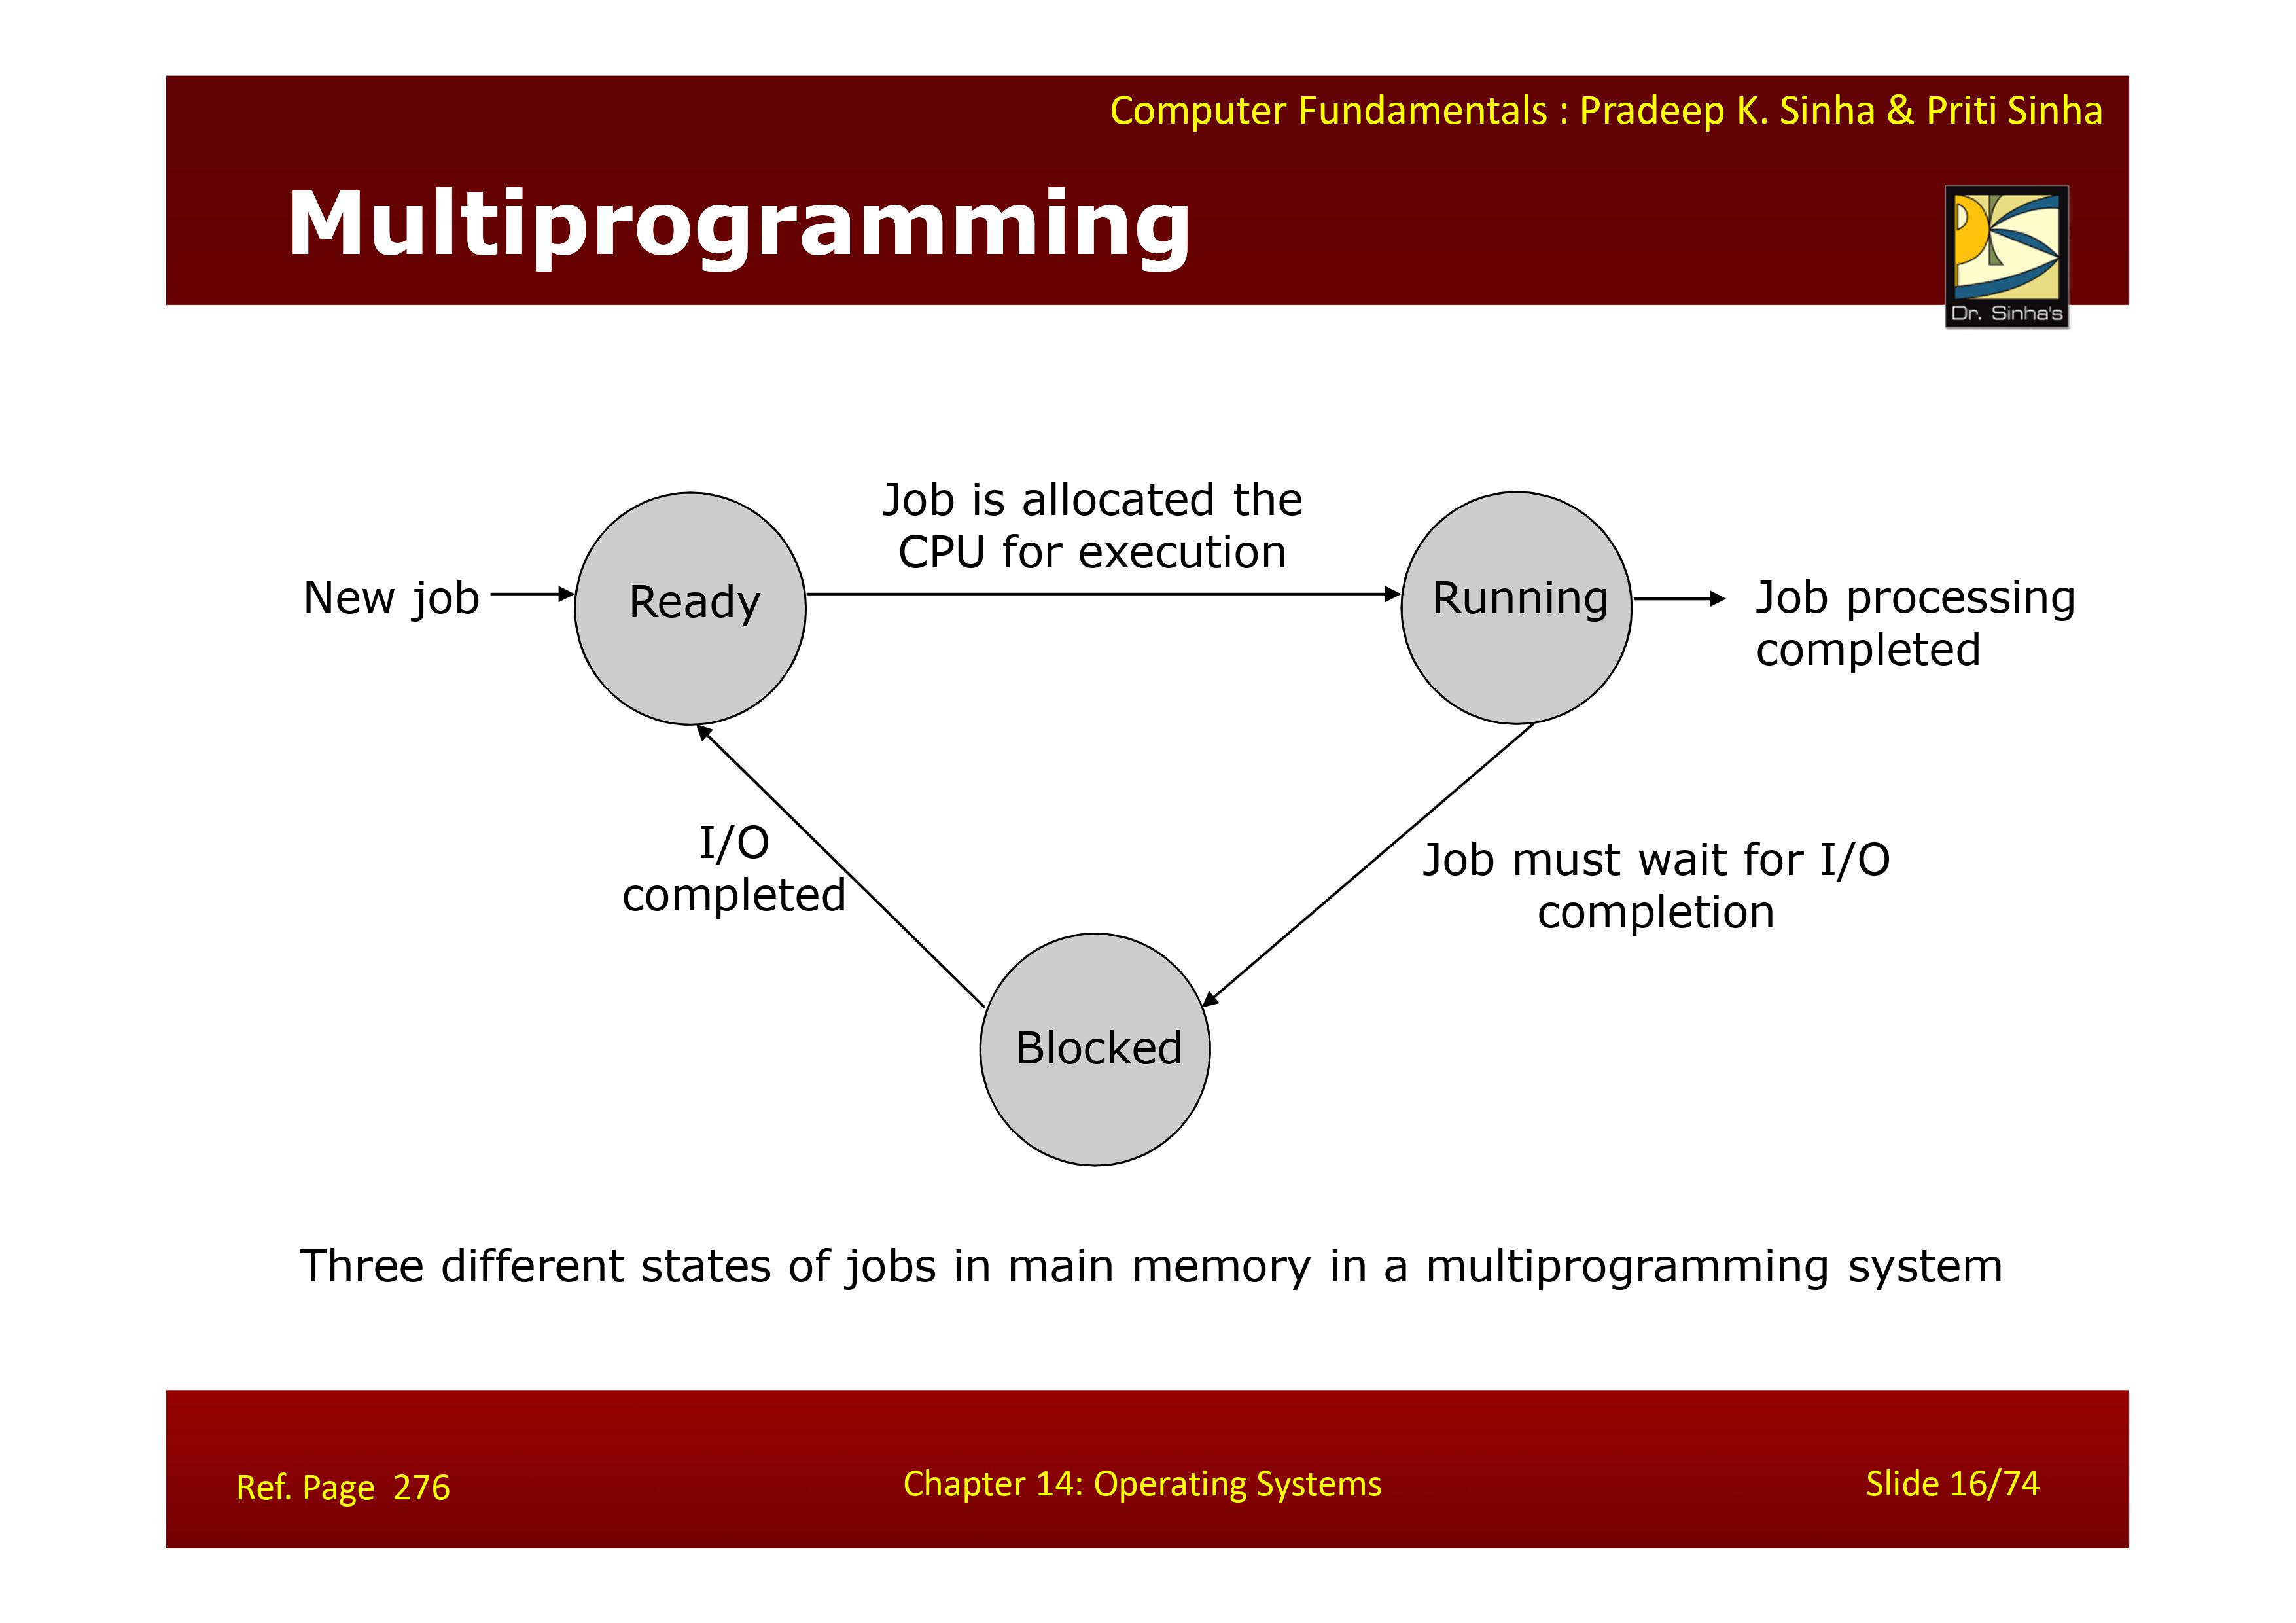 Computer Fundamentals : Pradeep K. Sinha & Priti Sinha
Multiprogramming
Dr. Sinha's
Job is allocated the
CPU for execution
New job
Ready
Running
Job processing
completed
I/O
completed
Job must wait for I/O
completion
Blocked
Three different states of jobs in main memory in a multiprogramming system
Ref. Page 276
Chapter 14: Operating Systems
Slide 16/74